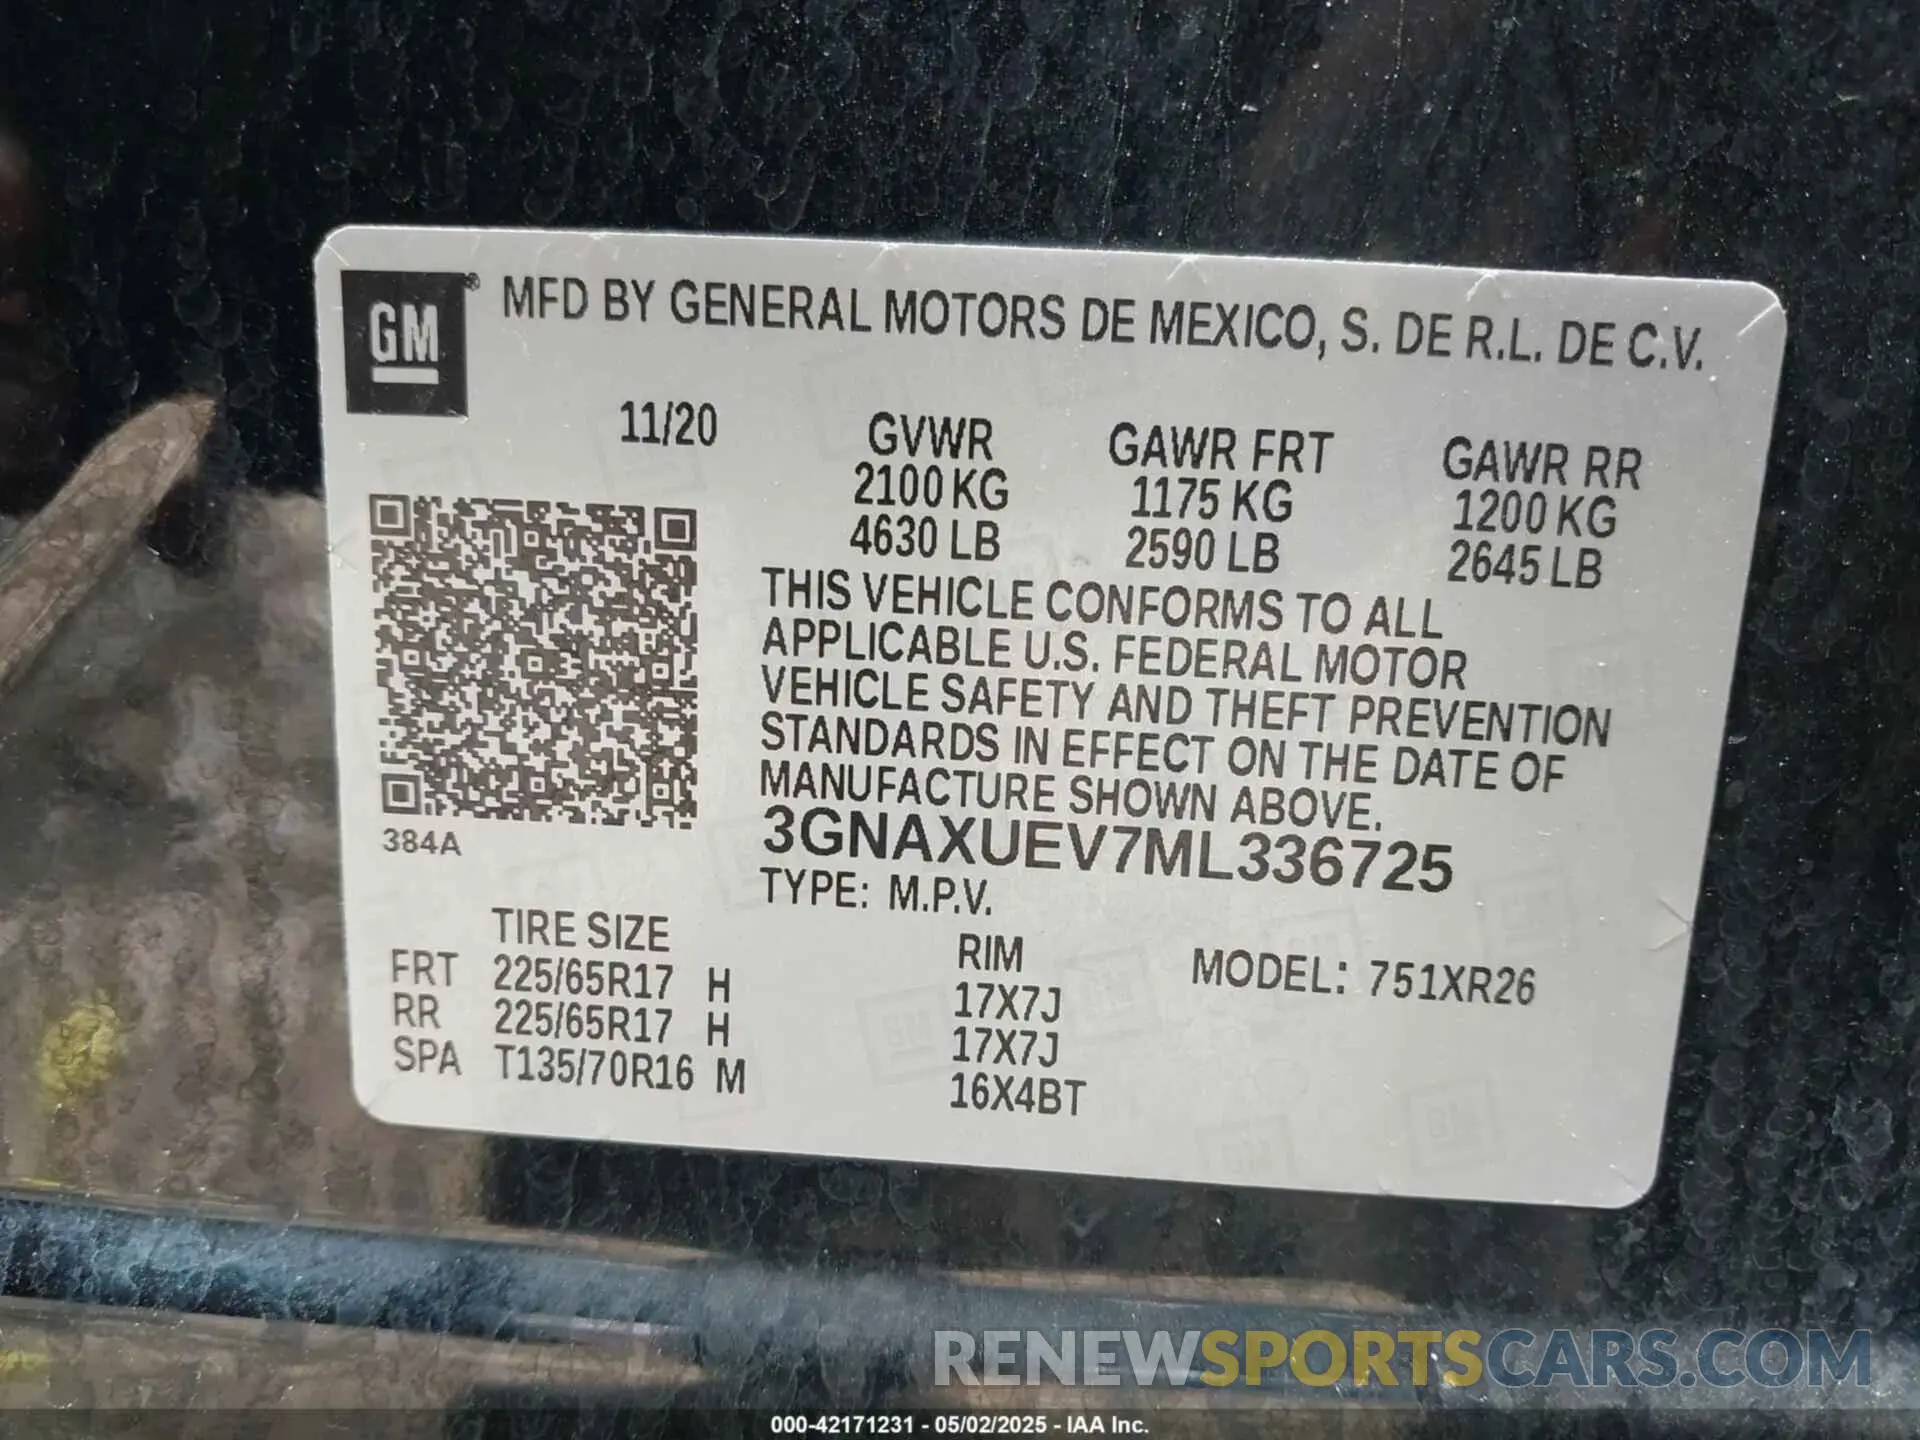 GM ® MFD BY GENERAL MOTORS DE MEXICO, S. DE R.L. DE C.V.
11/20 GVWR GAWR FRT GAWR RR
2100 KG 1175 KG 1200 KG
4630 LB 2590 LB 2645 LB
THIS VEHICLE CONFORMS TO ALL
APPLICABLE U.S. FEDERAL MOTOR
VEHICLE SAFETY AND THEFT PREVENTION
STANDARDS IN EFFECT ON THE DATE OF
MANUFACTURE SHOWN ABOVE.
3GNAXUEV7ML336725
384A
TYPE: M.P.V.
TIRE SIZE RIM MODEL: 751XR26
FRT 225/65R17 H 17X7J
RR 225/65R17 H 17X7J
SPA T135/70R16 M 16X4BT
RENEWSPORTSCARS.COM
000-42171231 - 05/02/2025 - IAA Inc.